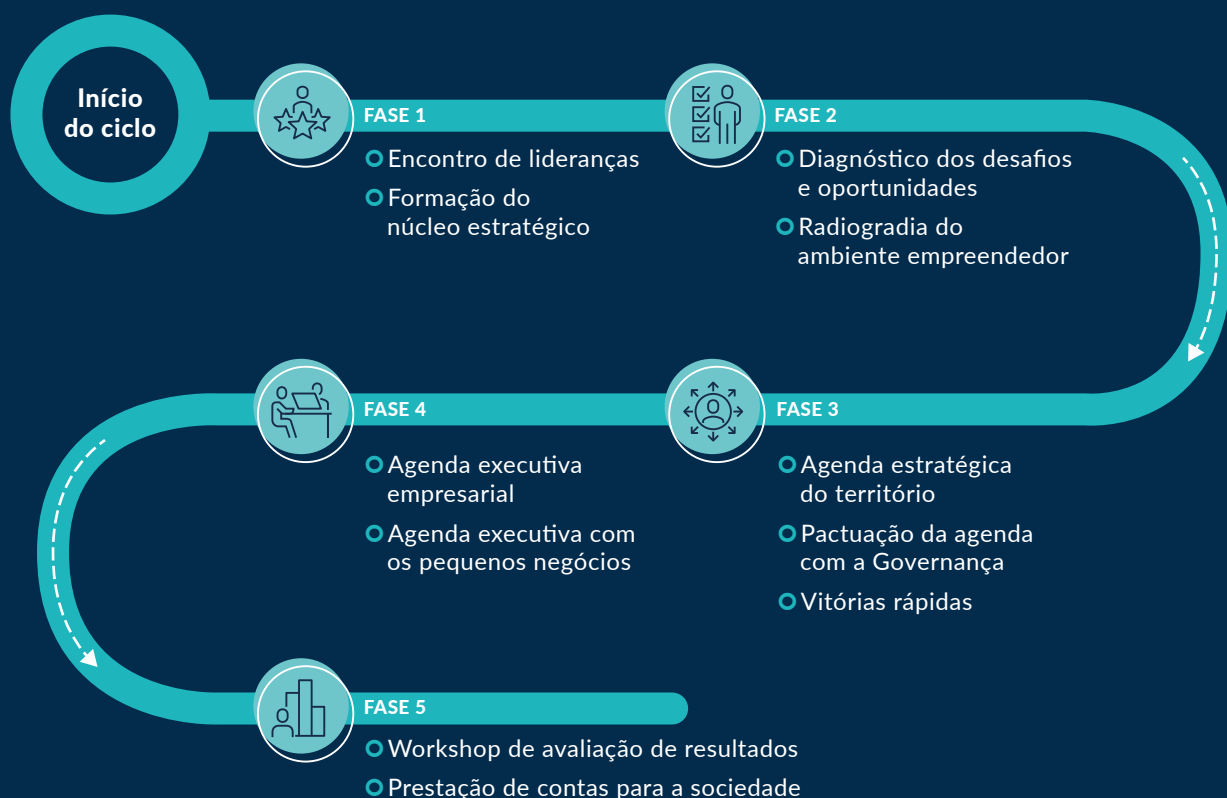 Início
do ciclo
FASE 1
Encontro de lideranças
Formação do
núcleo estratégico
FASE 2
Diagnóstico dos desafios
e oportunidades
Radiogradia do
ambiente empreendedor
FASE 3
Agenda estratégica
do território
Pactuação da agenda
com a Governança
Vitórias rápidas
FASE 4
Agenda executiva
empresarial
Agenda executiva com
os pequenos negócios
FASE 5
Workshop de avaliação de resultados
Prestação de contas para a sociedade